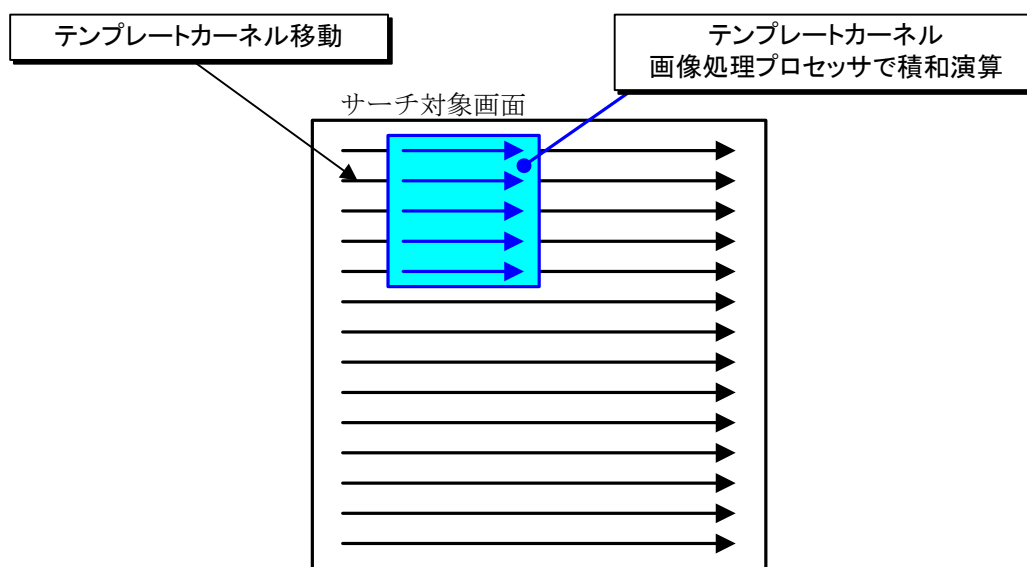 テンプレートカーネル移動
テンプレートカーネル
画像処理プロセッサで積和演算
サーチ対象画面